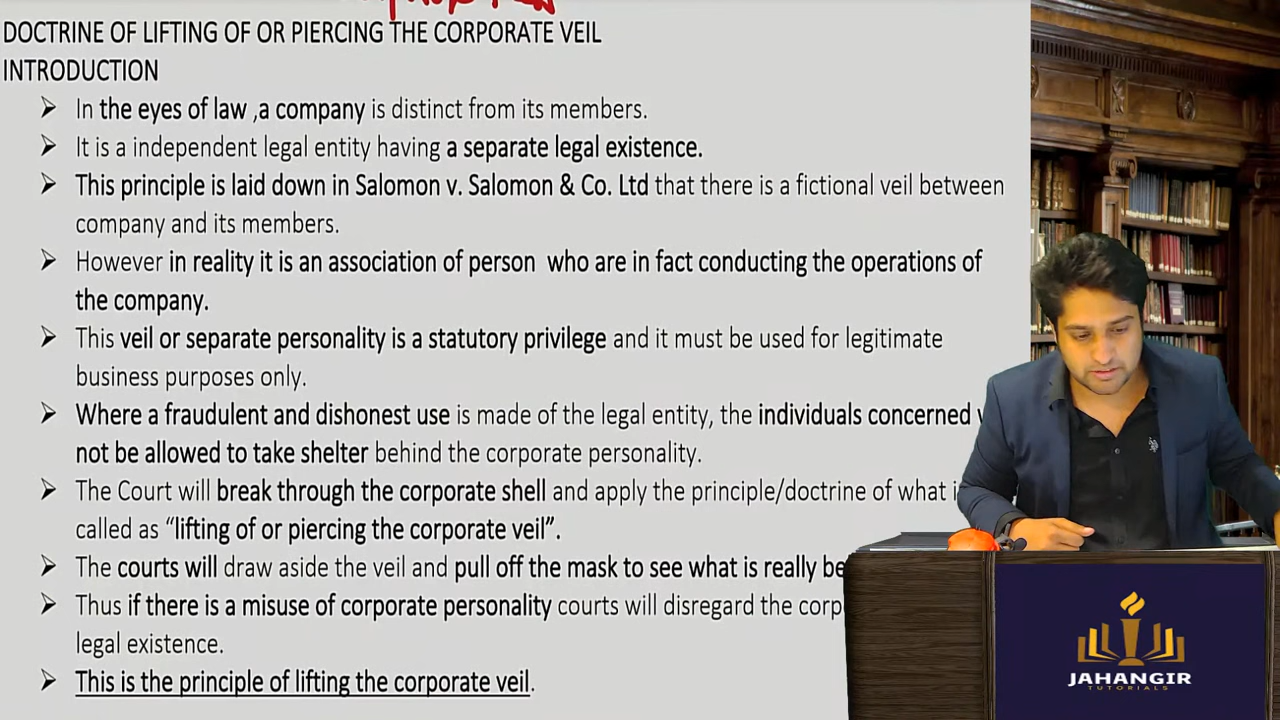 DOCTRINE OF LIFTING OF OR PIERCING THE CORPORATE VEIL
INTRODUCTION
➤ In the eyes of law ,a company is distinct from its members.
➤ It is a independent legal entity having a separate legal existence.
➤ This principle is laid down in Salomon v. Salomon & Co. Ltd that there is a fictional veil between
company and its members.
➤ However in reality it is an association of person who are in fact conducting the operations of
the company.
➤ This veil or separate personality is a statutory privilege and it must be used for legitimate
business purposes only.
➤ Where a fraudulent and dishonest use is made of the legal entity, the individuals concerned
not be allowed to take shelter behind the corporate personality.
➤ The Court will break through the corporate shell and apply the principle/doctrine of what
called as “lifting of or piercing the corporate veil”.
➤ The courts will draw aside the veil and pull off the mask to see what is really
➤ Thus if there is a misuse of corporate personality courts will disregard the
legal existence.
➤ This is the principle of lifting the corporate veil.
JAHANGIR
TUTORIALS